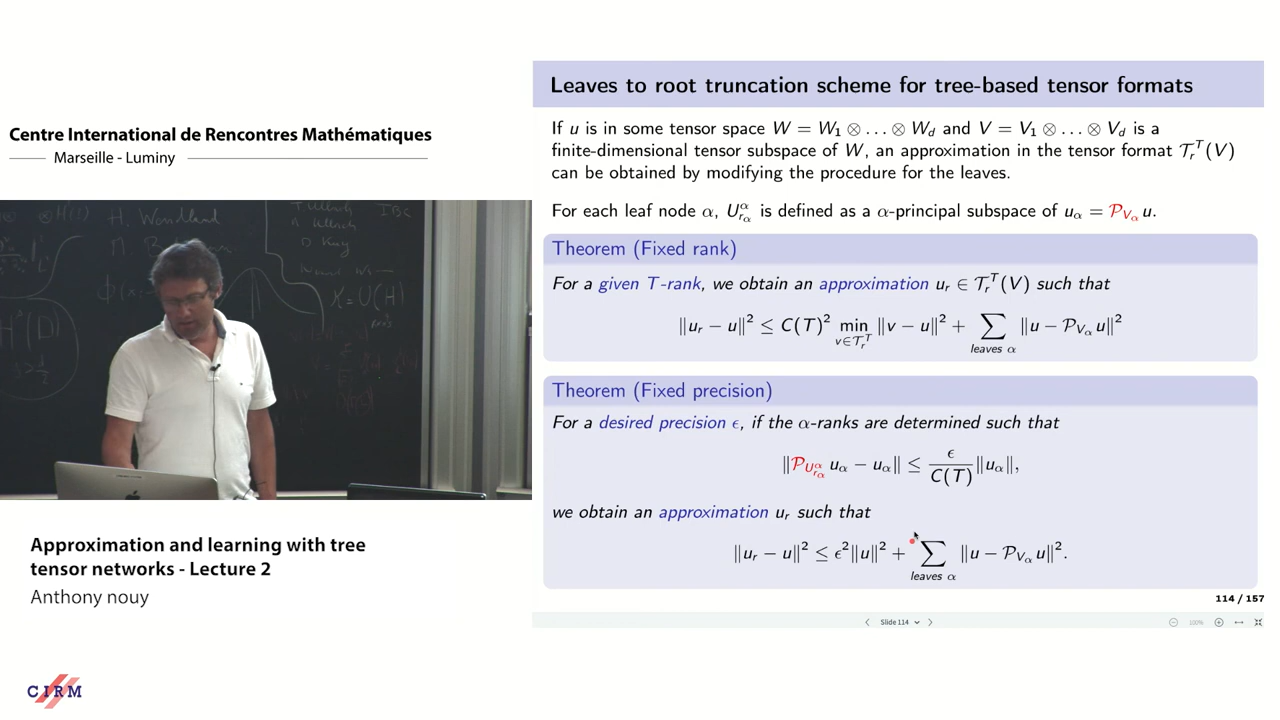 Centre International de Rencontres Mathématiques
Marseille - Luminy
H. Wendland
IBC
Approximation and learning with tree
tensor networks - Lecture 2
Anthony nouy
CIRM
Leaves to root truncation scheme for tree-based tensor formats
If u is in some tensor space W = W₁ ⊗ … ⊗ W_d and V = V₁ ⊗ … ⊗ V_d is a
finite-dimensional tensor subspace of W, an approximation in the tensor format 𝒯_r^T(V)
can be obtained by modifying the procedure for the leaves.
For each leaf node α, U^α_{r_α} is defined as a α-principal subspace of u_α = 𝒫_{V_α} u.
Theorem (Fixed rank)
For a given T-rank, we obtain an approximation u_r ∈ 𝒯_r^T(V) such that
‖u_r − u‖² ≤ C(T)² min_{v∈𝒯_r^T} ‖v − u‖² + ∑_{leaves α} ‖u − 𝒫_{V_α} u‖²
Theorem (Fixed precision)
For a desired precision ϵ, if the α-ranks are determined such that
‖𝒫_{U^α_{r_α}} u_α − u_α‖ ≤ ϵ/C(T) ‖u_α‖,
we obtain an approximation u_r such that
‖u_r − u‖² ≤ ϵ²‖u‖² + ∑_{leaves α} ‖u − 𝒫_{V_α} u‖².
114 / 157
Slide 114
100%